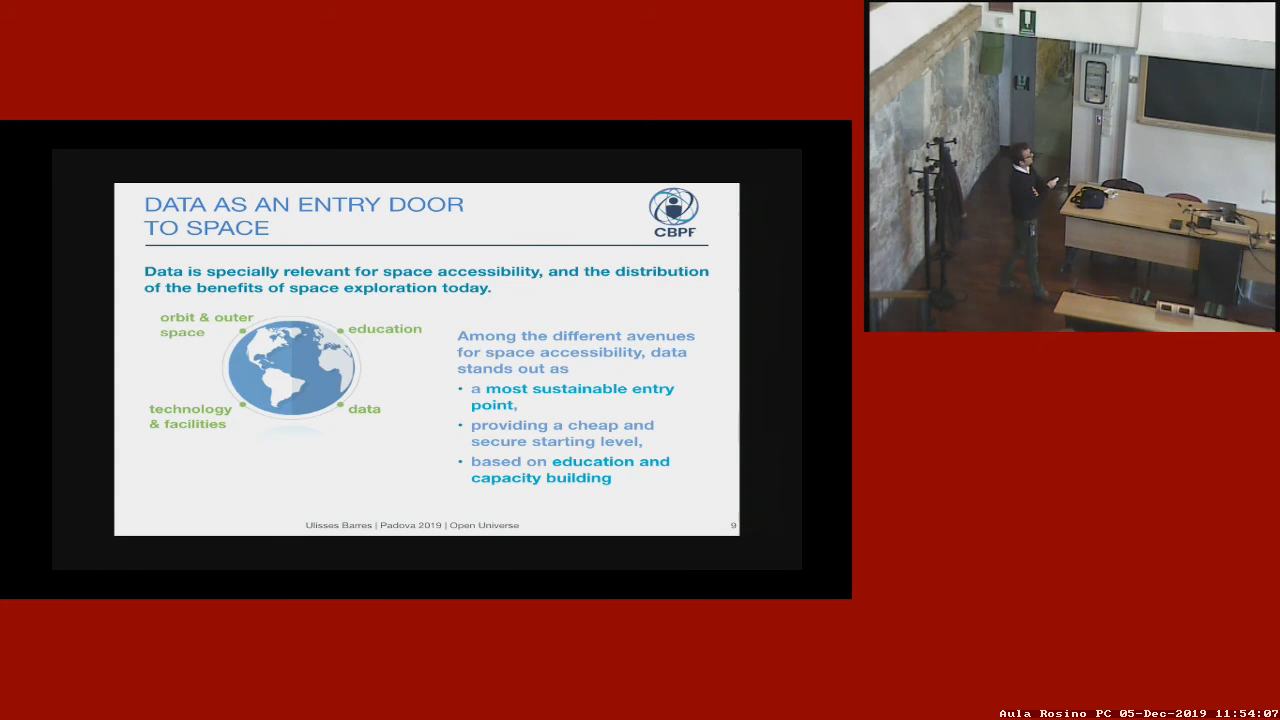 DATA AS AN ENTRY DOOR
TO SPACE
CBPF
Data is specially relevant for space accessibility, and the distribution
of the benefits of space exploration today.
orbit & outer
space
education
technology
& facilities
data
Among the different avenues
for space accessibility, data
stands out as
• a most sustainable entry
point,
• providing a cheap and
secure starting level,
• based on education and
capacity building
Ulisses Barres | Padova 2019 | Open Universe
9
Aula Rosino PC 05-Dec-2019 11:54:07